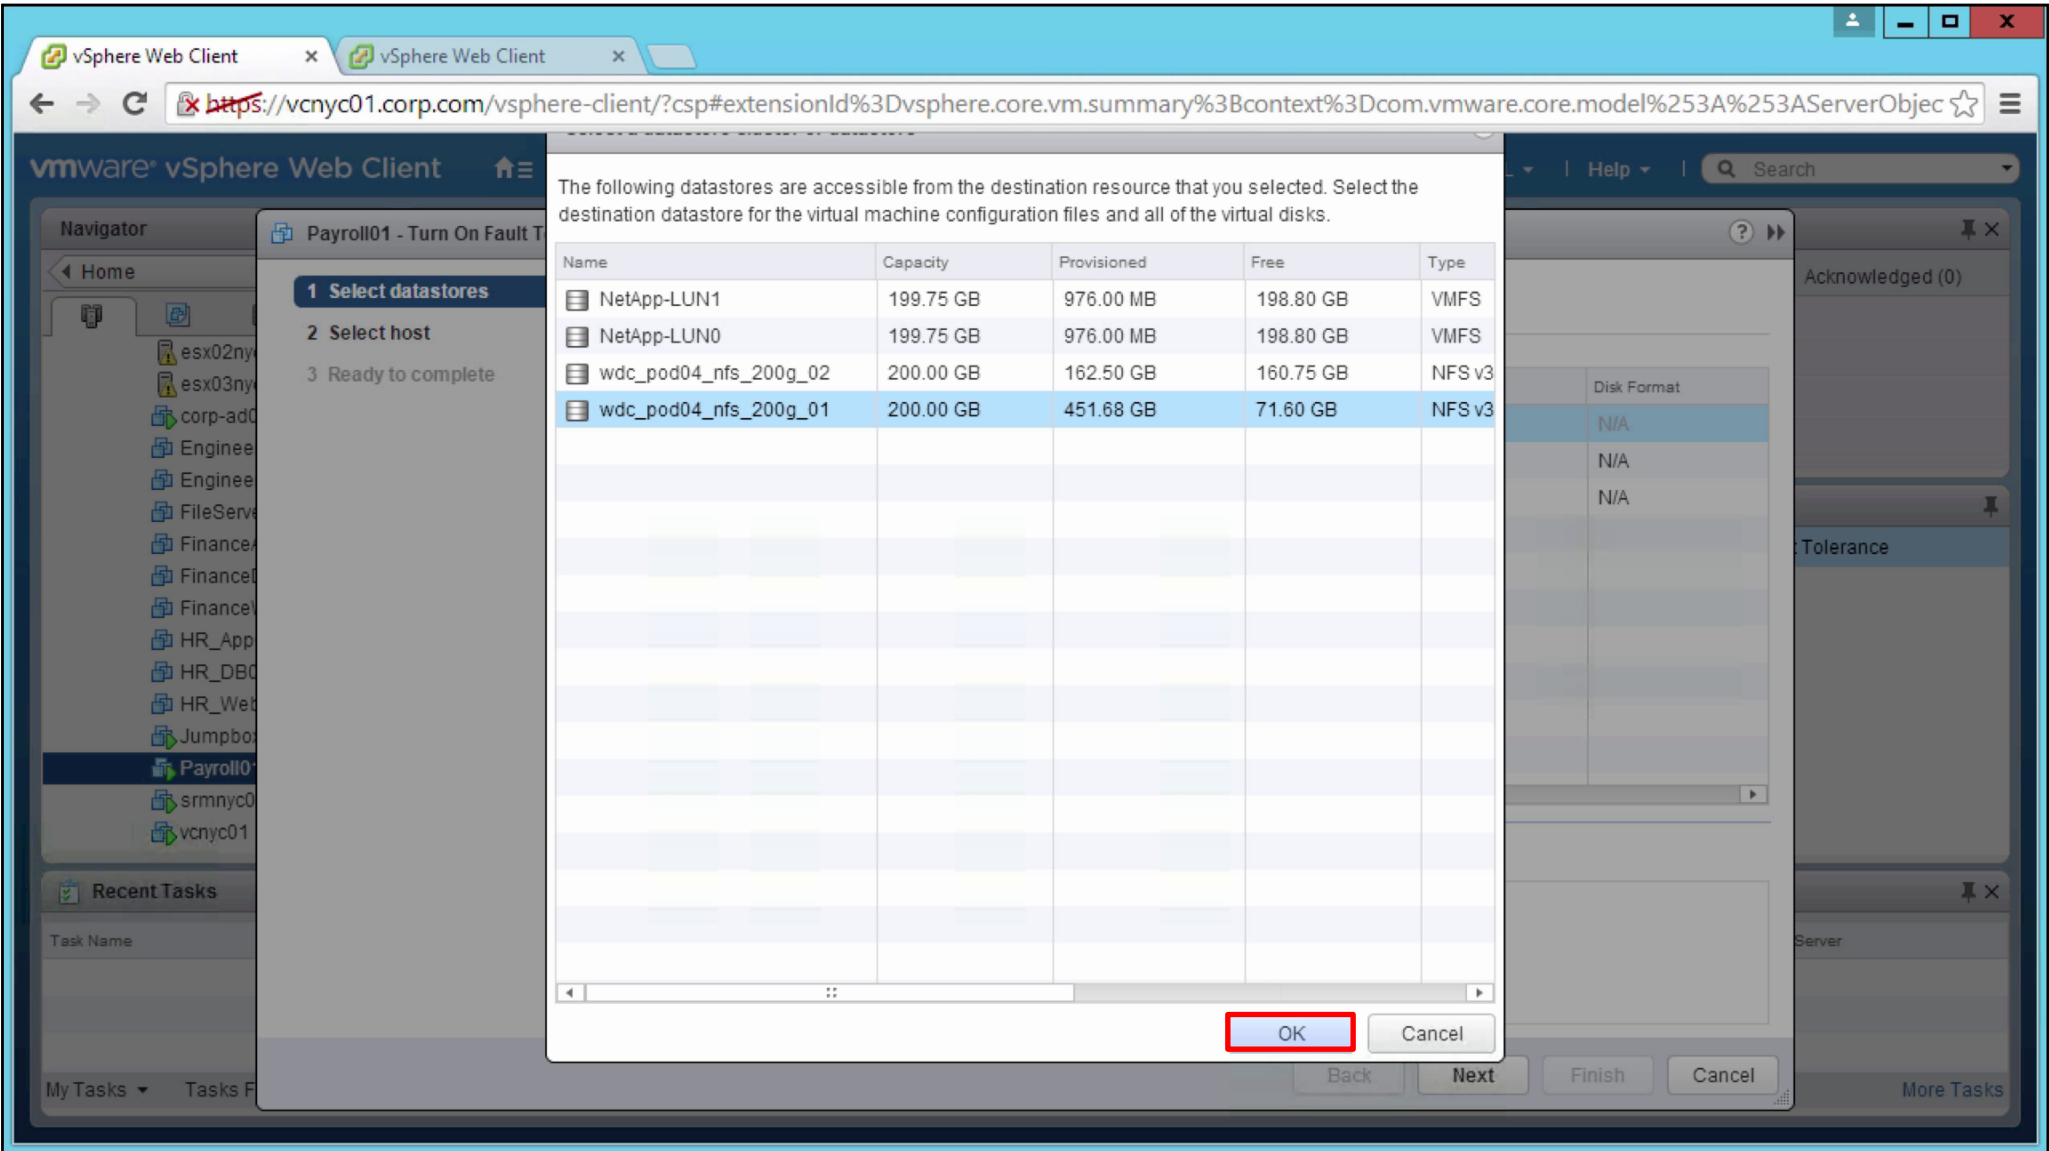 vSphere Web Client
vSphere Web Client
https://vcnyc01.corp.com/vsphere-client/?csp#extensionId%3Dvsphere.core.vm.summary%3Bcontext%3Dcom.vmware.core.model%253A%253AServerObjec
vmware® vSphere Web Client
Help
Search
The following datastores are accessible from the destination resource that you selected. Select the
destination datastore for the virtual machine configuration files and all of the virtual disks.
Navigator
Payroll01 - Turn On Fault T
Home
Acknowledged (0)
Name Capacity Provisioned Free Type
1 Select datastores
2 Select host
3 Ready to complete
NetApp-LUN1 199.75 GB 976.00 MB 198.80 GB VMFS
NetApp-LUN0 199.75 GB 976.00 MB 198.80 GB VMFS
wdc_pod04_nfs_200g_02 200.00 GB 162.50 GB 160.75 GB NFS v3
wdc_pod04_nfs_200g_01 200.00 GB 451.68 GB 71.60 GB NFS v3
Disk Format
N/A
N/A
N/A
esx02ny
esx03ny
corp-ad0
Enginee
Enginee
FileServe
Finance
Finance
Finance
HR_App
HR_DB0
HR_Web
Jumpbo
Payroll0
srmnyc0
vcnyc01
Tolerance
Recent Tasks
Task Name
Server
OK Cancel
Back Next Finish Cancel
My Tasks
Tasks F
More Tasks